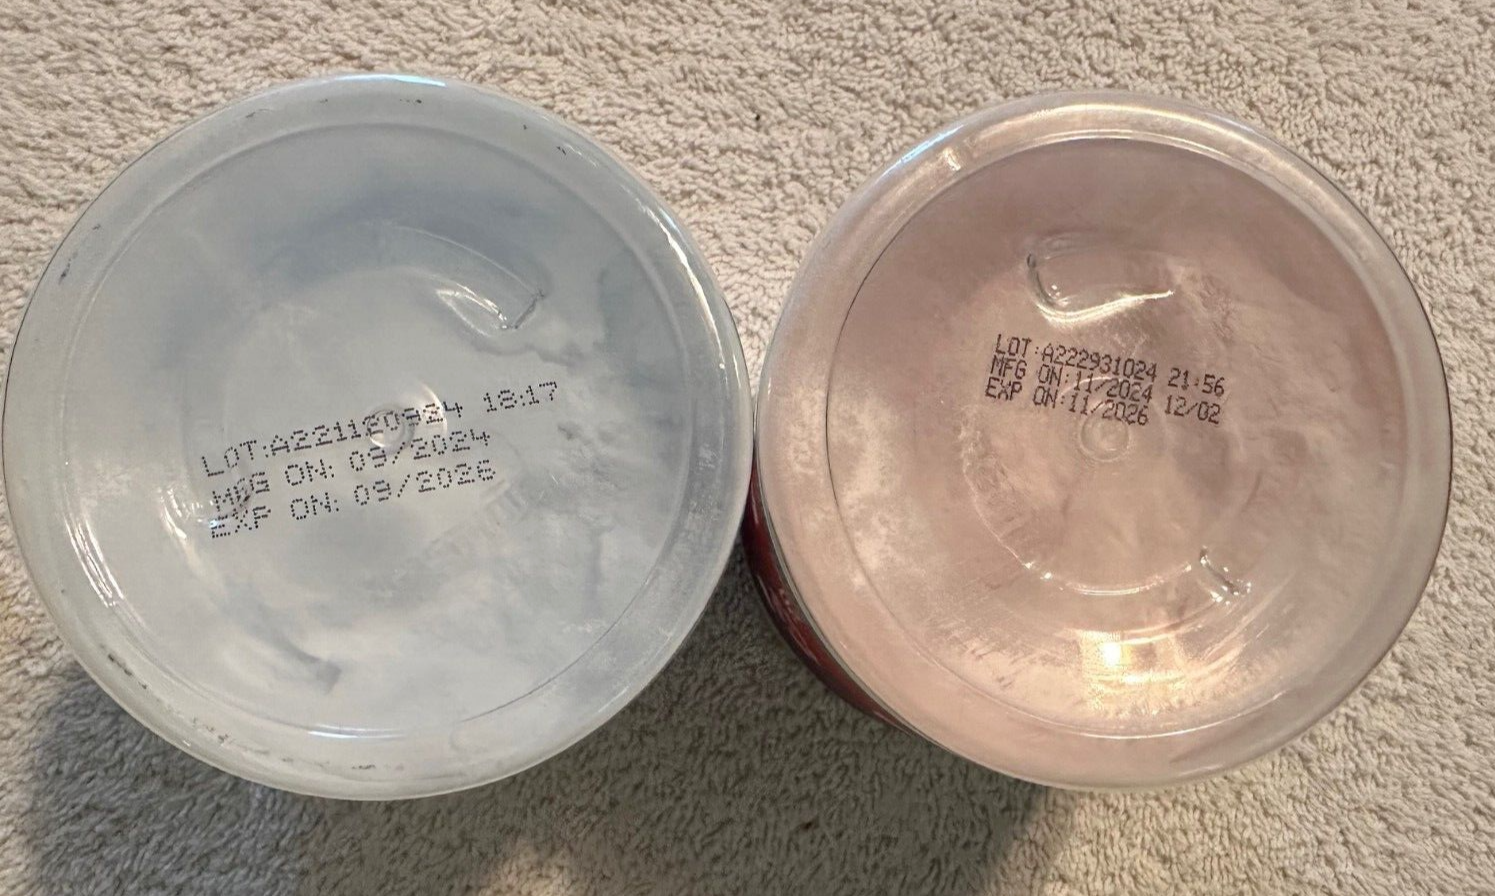 LOT:A221120924 18:17
MFG ON: 09/2024
EXP ON: 09/2026
LOT:A222931024 21:56
MFG ON:11/2024
EXP ON:11/2026 12/02